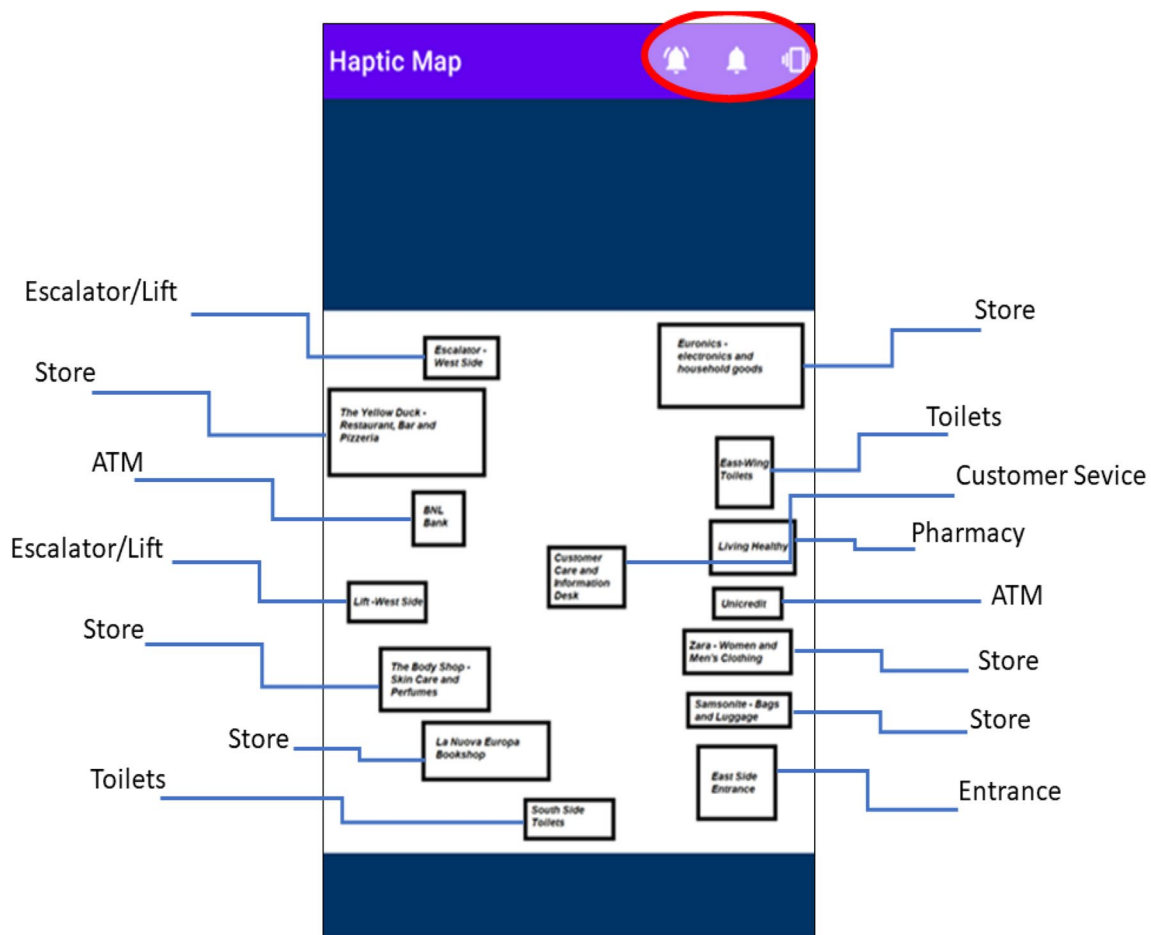 Haptic Map
Escalator/Lift
Store
ATM
Escalator/Lift
Store
Store
Toilets
Escalator -
West Side
The Yellow Duck -
Restaurant, Bar and
Pizzeria
BNL
Bank
Lift -West Side
The Body Shop -
Skin Care and
Perfumes
La Nuova Europa
Bookshop
South Side
Toilets
Customer
Care and
Information
Desk
Euronics -
electronics and
household goods
East-Wing
Toilets
Living Healthy
Unicredit
Zara - Women and
Men's Clothing
Samsonite - Bags
and Luggage
East Side
Entrance
Store
Toilets
Customer Sevice
Pharmacy
ATM
Store
Store
Entrance